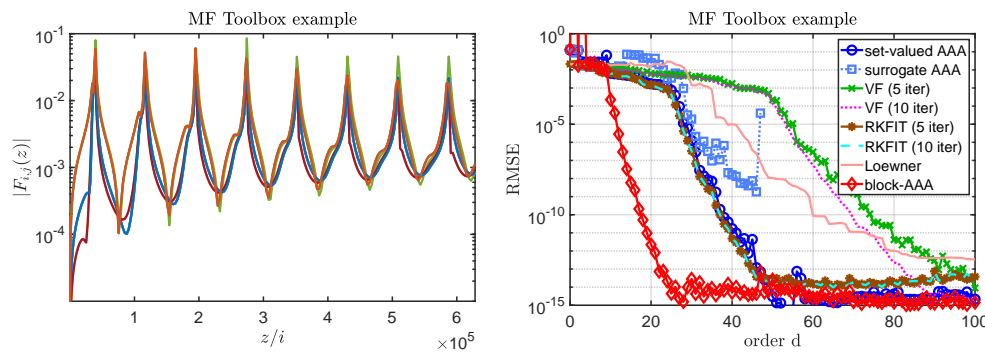 MF Toolbox example
10^-1
10^-2
10^-3
10^-4
|F_{i,j}(z)|
1 2 3 4 5 6
×10^5
z/i
MF Toolbox example
10^0
10^-5
10^-10
10^-15
RMSE
0 20 40 60 80 100
order d
set-valued AAA
surrogate AAA
VF (5 iter)
VF (10 iter)
RKFIT (5 iter)
RKFIT (10 iter)
Loewner
block-AAA